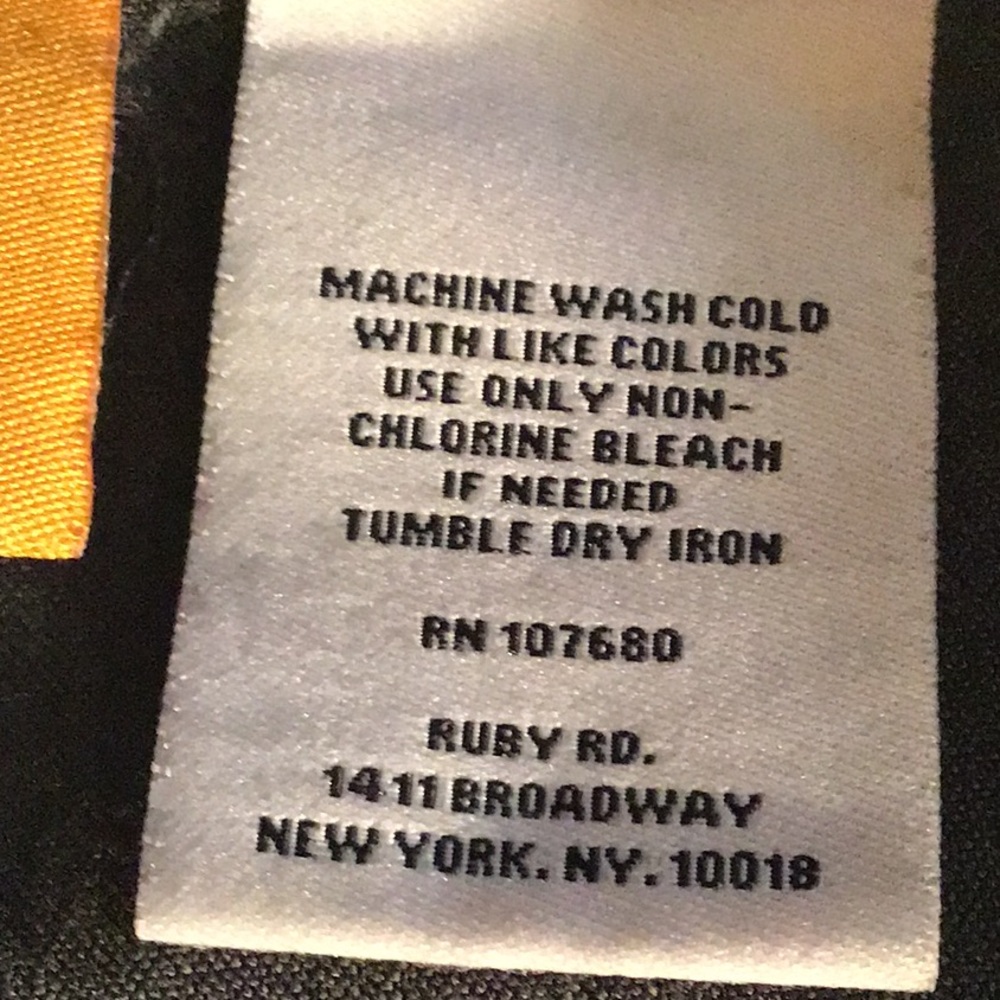 MACHINE WASH COLD
WITH LIKE COLORS
USE ONLY NON-
CHLORINE BLEACH
IF NEEDED
TUMBLE DRY IRON
RN 107680
RUBY RD.
1411 BROADWAY
NEW YORK. NY. 10018